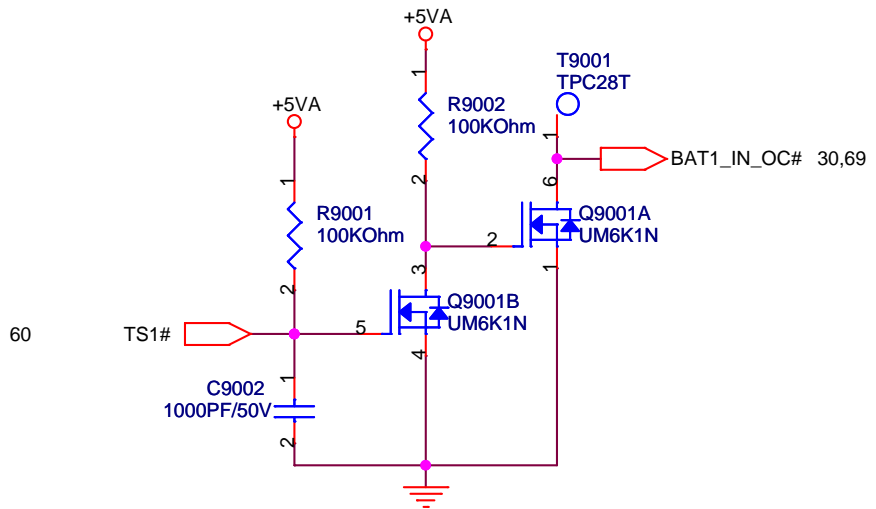 +5VA
T9001
TPC28T
1
+5VA
R9002
100KOhm
1
BAT1_IN_OC# 30,69
2
6
1
R9001
100KOhm
Q9001A
UM6K1N
2
2
3
1
Q9001B
UM6K1N
60
TS1#
5
4
1
C9002
1000PF/50V
2